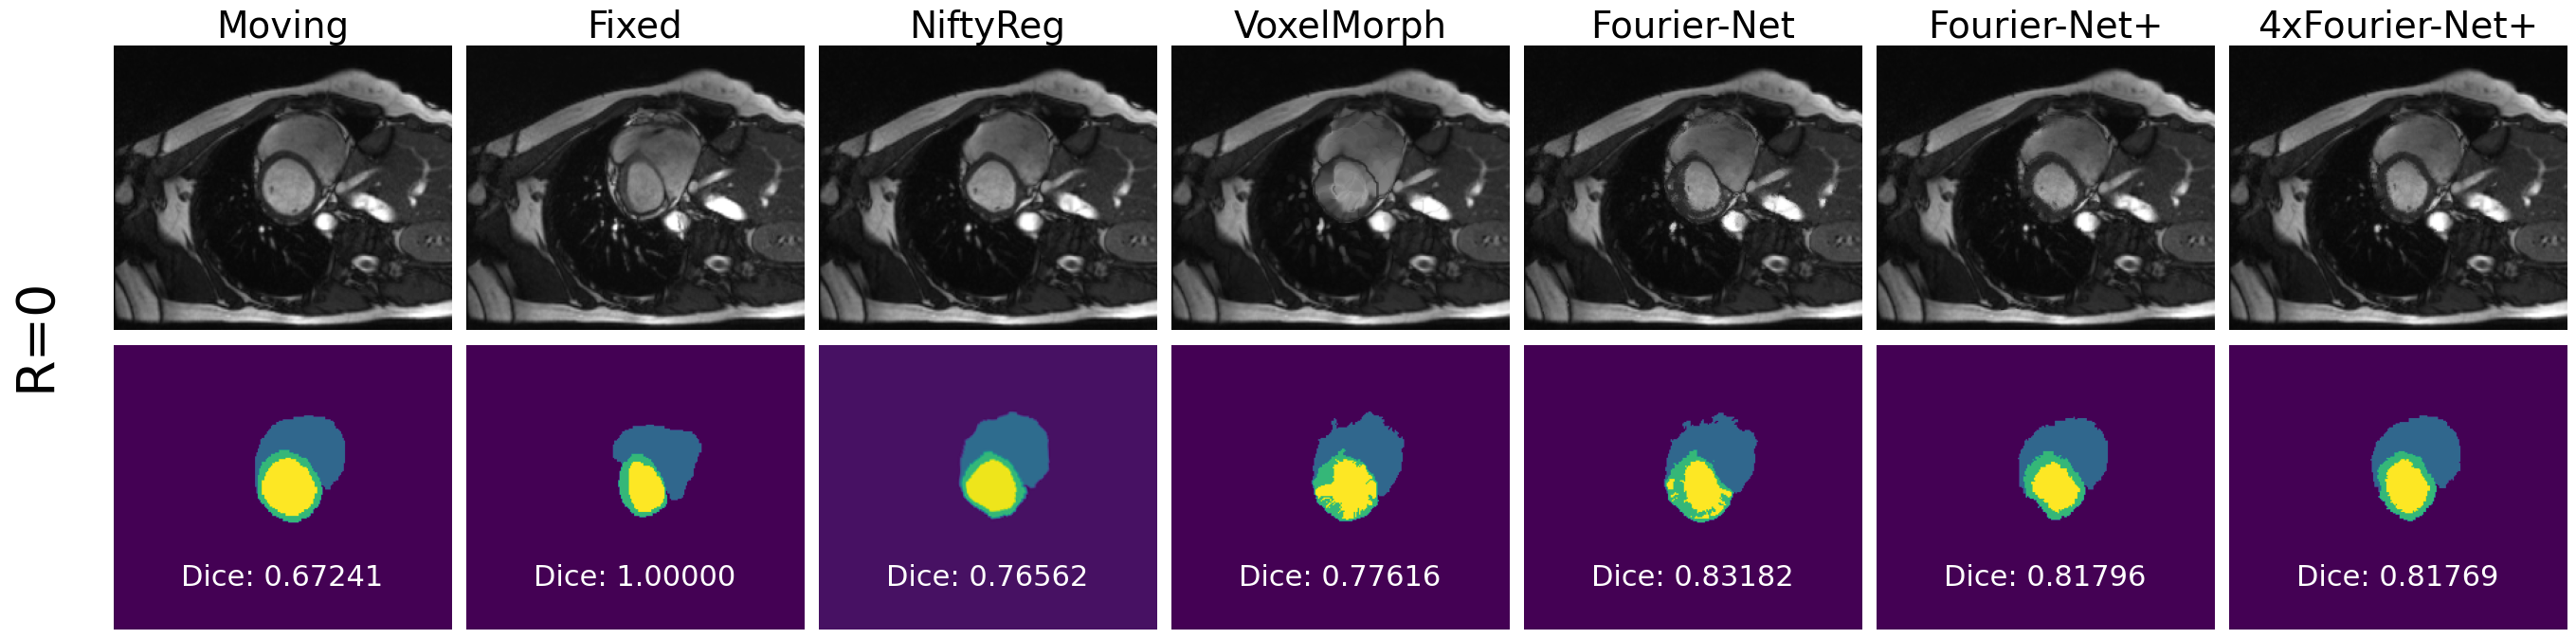 Moving Fixed NiftyReg VoxelMorph Fourier-Net Fourier-Net+ 4xFourier-Net+
R=0
Dice: 0.67241 Dice: 1.00000 Dice: 0.76562 Dice: 0.77616 Dice: 0.83182 Dice: 0.81796 Dice: 0.81769